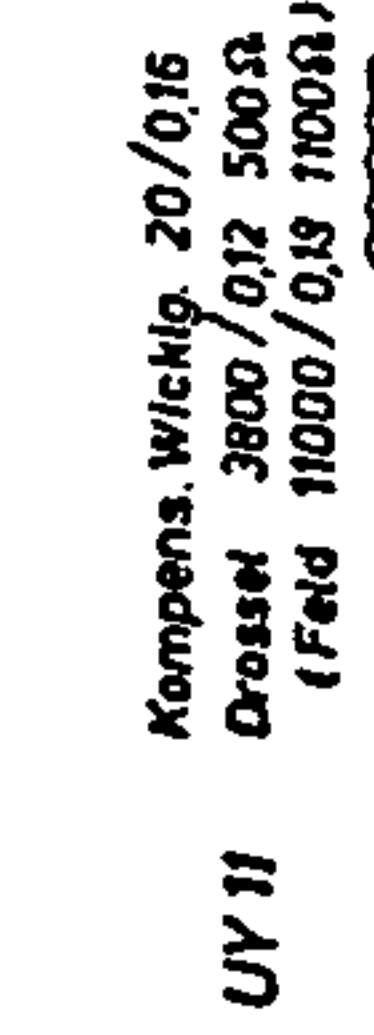 Kompens. Wicklg. 20/0,16
UY 11 Drossel 3800/0,12 500Ω
(Feld 11000/0,19 1100Ω)